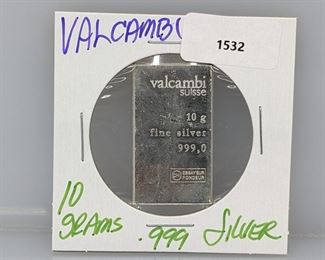 VALCAMBI
1532
valcambi
suisse
10 g
fine silver
999,0
ESSAYEUR
FONDEUR
10
GRAMS .999 SILVER